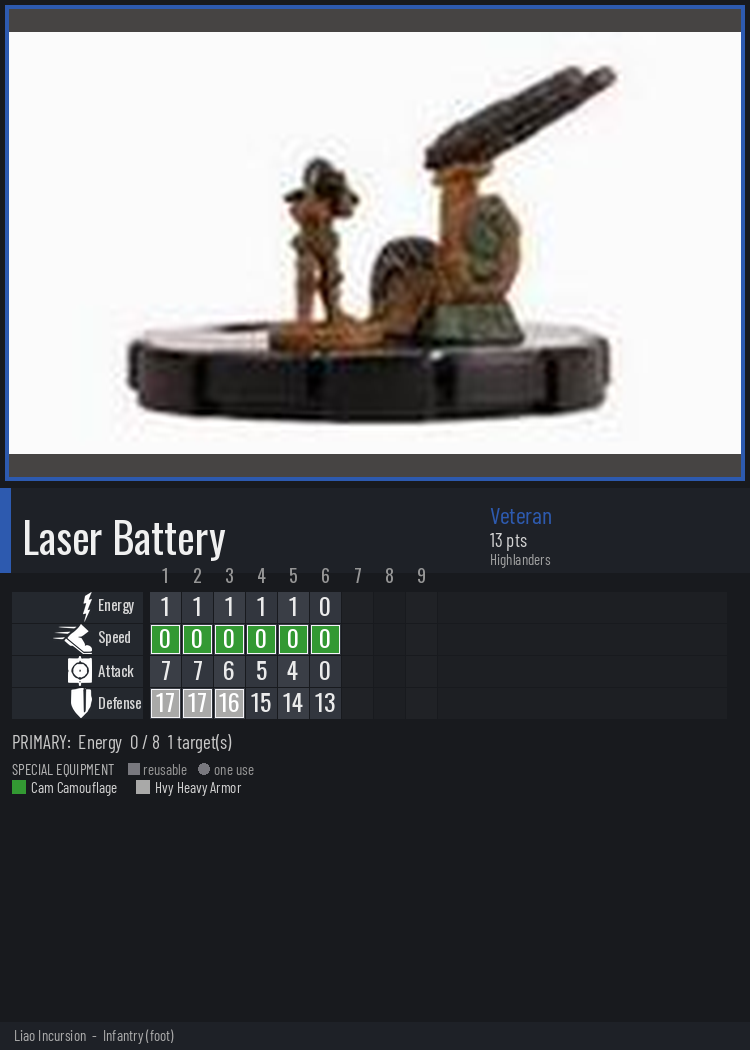 Laser Battery
Veteran
13 pts
Highlanders
1 2 3 4 5 6 7 8 9
Energy 1 1 1 1 1 0
Speed 0 0 0 0 0 0
Attack 7 7 6 5 4 0
Defense 17 17 16 15 14 13
PRIMARY: Energy 0 / 8 1 target(s)
SPECIAL EQUIPMENT reusable one use
Cam Camouflage Hvy Heavy Armor
Liao Incursion - Infantry (foot)